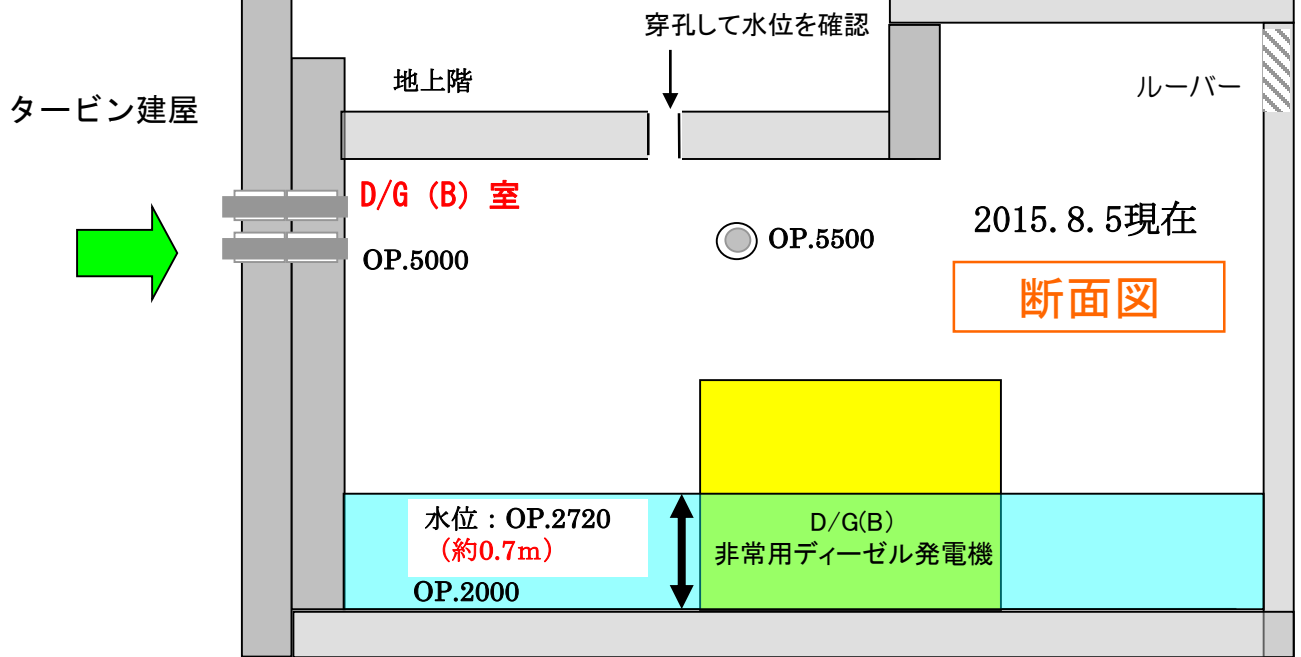 穿孔して水位を確認
地上階
ルーバー
タービン建屋
D/G (B) 室
2015.8.5現在
OP.5500
OP.5000
断面図
水位：OP.2720
（約0.7m）
D/G(B)
非常用ディーゼル発電機
OP.2000